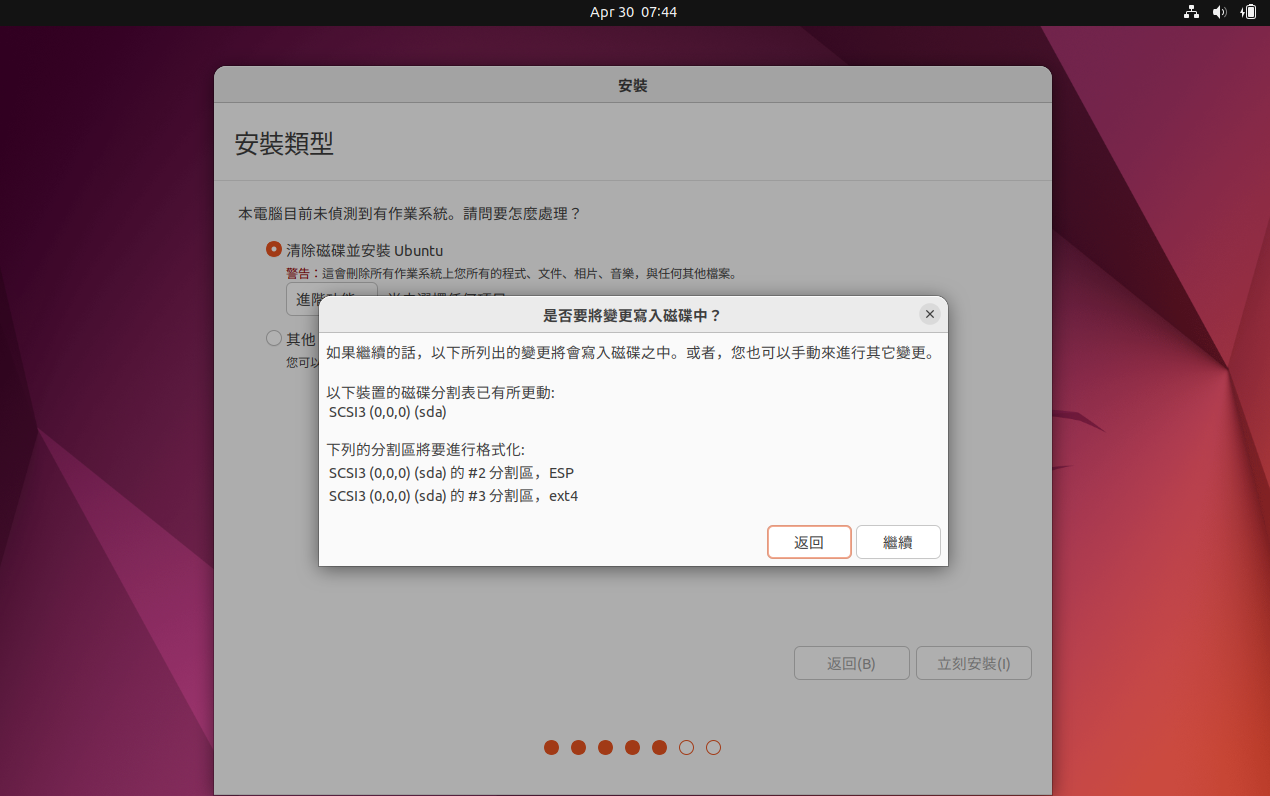 Apr 30 07:44
安裝
安裝類型
本電腦目前未偵測到有作業系統。請問要怎麼處理？
清除磁碟並安裝 Ubuntu
警告：這會刪除所有作業系統上您所有的程式、文件、相片、音樂，與任何其他檔案。
進階
其他
您可以
是否要將變更寫入磁碟中？
如果繼續的話，以下所列出的變更將會寫入磁碟之中。或者，您也可以手動來進行其它變更。
以下裝置的磁碟分割表已有所更動:
SCSI3 (0,0,0) (sda)
下列的分割區將要進行格式化:
SCSI3 (0,0,0) (sda) 的 #2 分割區，ESP
SCSI3 (0,0,0) (sda) 的 #3 分割區，ext4
返回 繼續
返回(B) 立刻安裝(I)